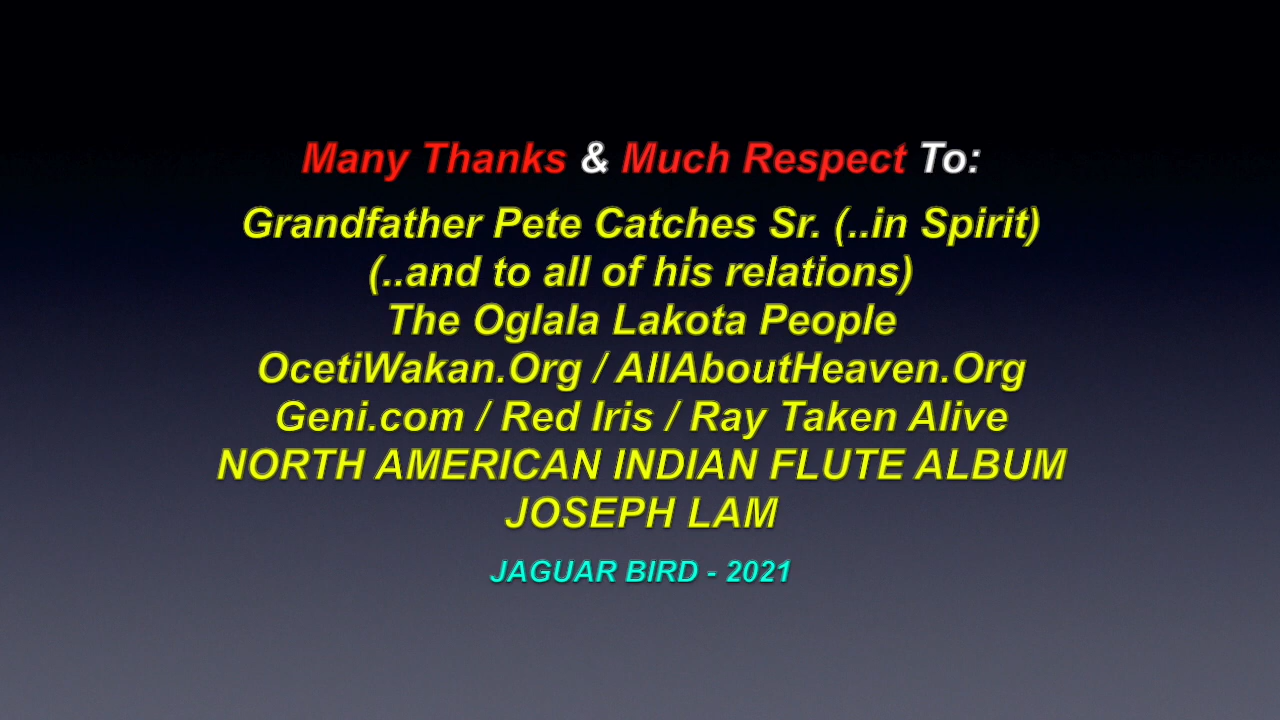 Many Thanks & Much Respect To:
Grandfather Pete Catches Sr. (..in Spirit)
(..and to all of his relations)
The Oglala Lakota People
OcetiWakan.Org / AllAboutHeaven.Org
Geni.com / Red Iris / Ray Taken Alive
NORTH AMERICAN INDIAN FLUTE ALBUM
JOSEPH LAM
JAGUAR BIRD - 2021